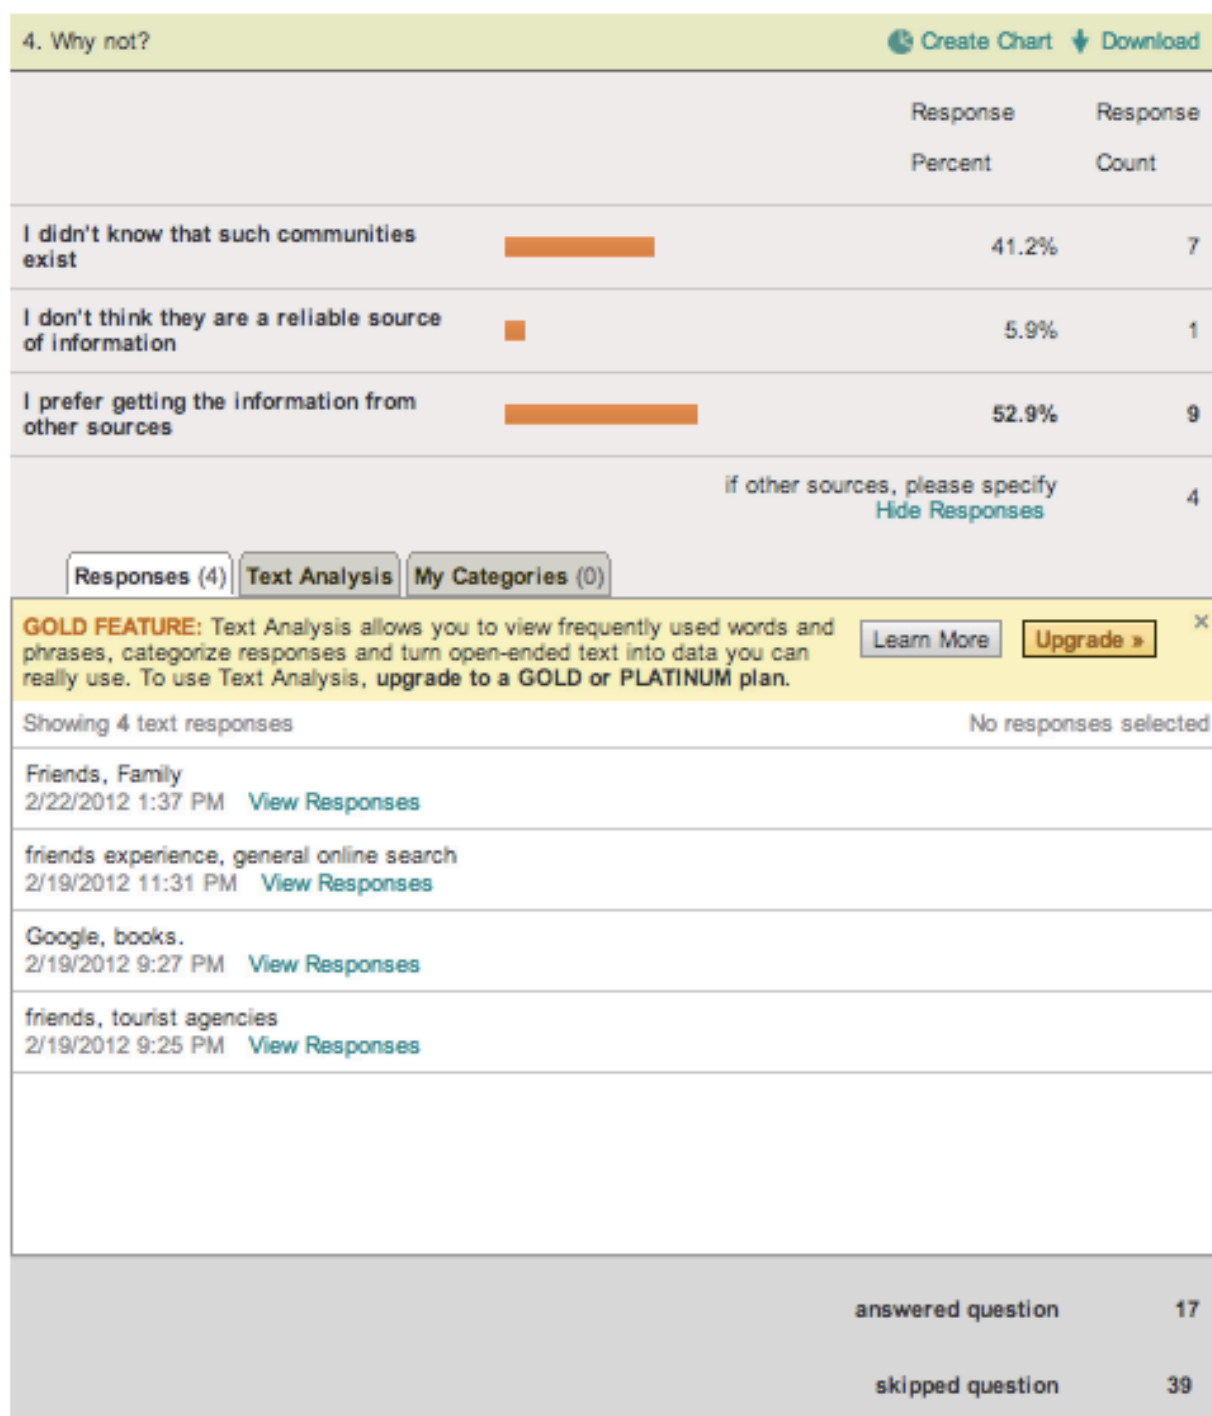 4. Why not?
Create Chart Download
Response Response
Percent Count
I didn't know that such communities
exist
41.2% 7
I don't think they are a reliable source
of information
5.9% 1
I prefer getting the information from
other sources
52.9% 9
if other sources, please specify
Hide Responses
4
Responses (4) Text Analysis My Categories (0)
GOLD FEATURE: Text Analysis allows you to view frequently used words and
phrases, categorize responses and turn open-ended text into data you can
really use. To use Text Analysis, upgrade to a GOLD or PLATINUM plan.
Learn More Upgrade »
Showing 4 text responses No responses selected
Friends, Family
2/22/2012 1:37 PM View Responses
friends experience, general online search
2/19/2012 11:31 PM View Responses
Google, books.
2/19/2012 9:27 PM View Responses
friends, tourist agencies
2/19/2012 9:25 PM View Responses
answered question 17
skipped question 39